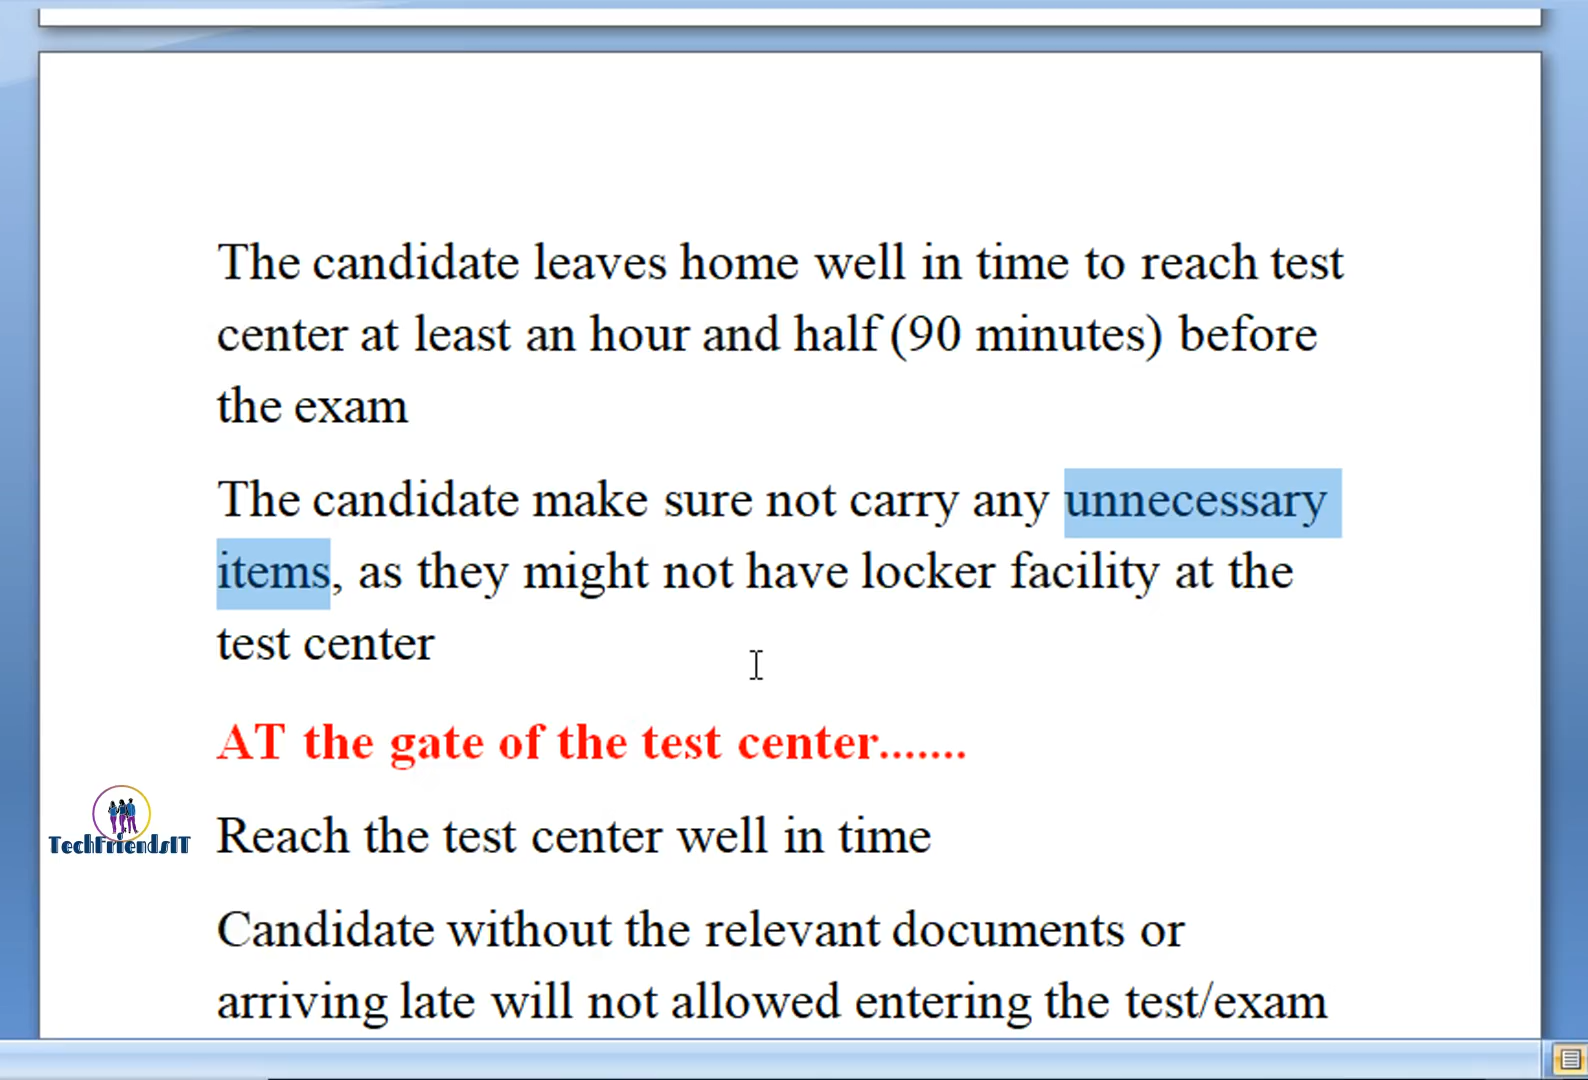 The candidate leaves home well in time to reach test
center at least an hour and half (90 minutes) before
the exam
The candidate make sure not carry any unnecessary
items, as they might not have locker facility at the
test center
AT the gate of the test center.......
TechFriendsIT
Reach the test center well in time
Candidate without the relevant documents or
arriving late will not allowed entering the test/exam